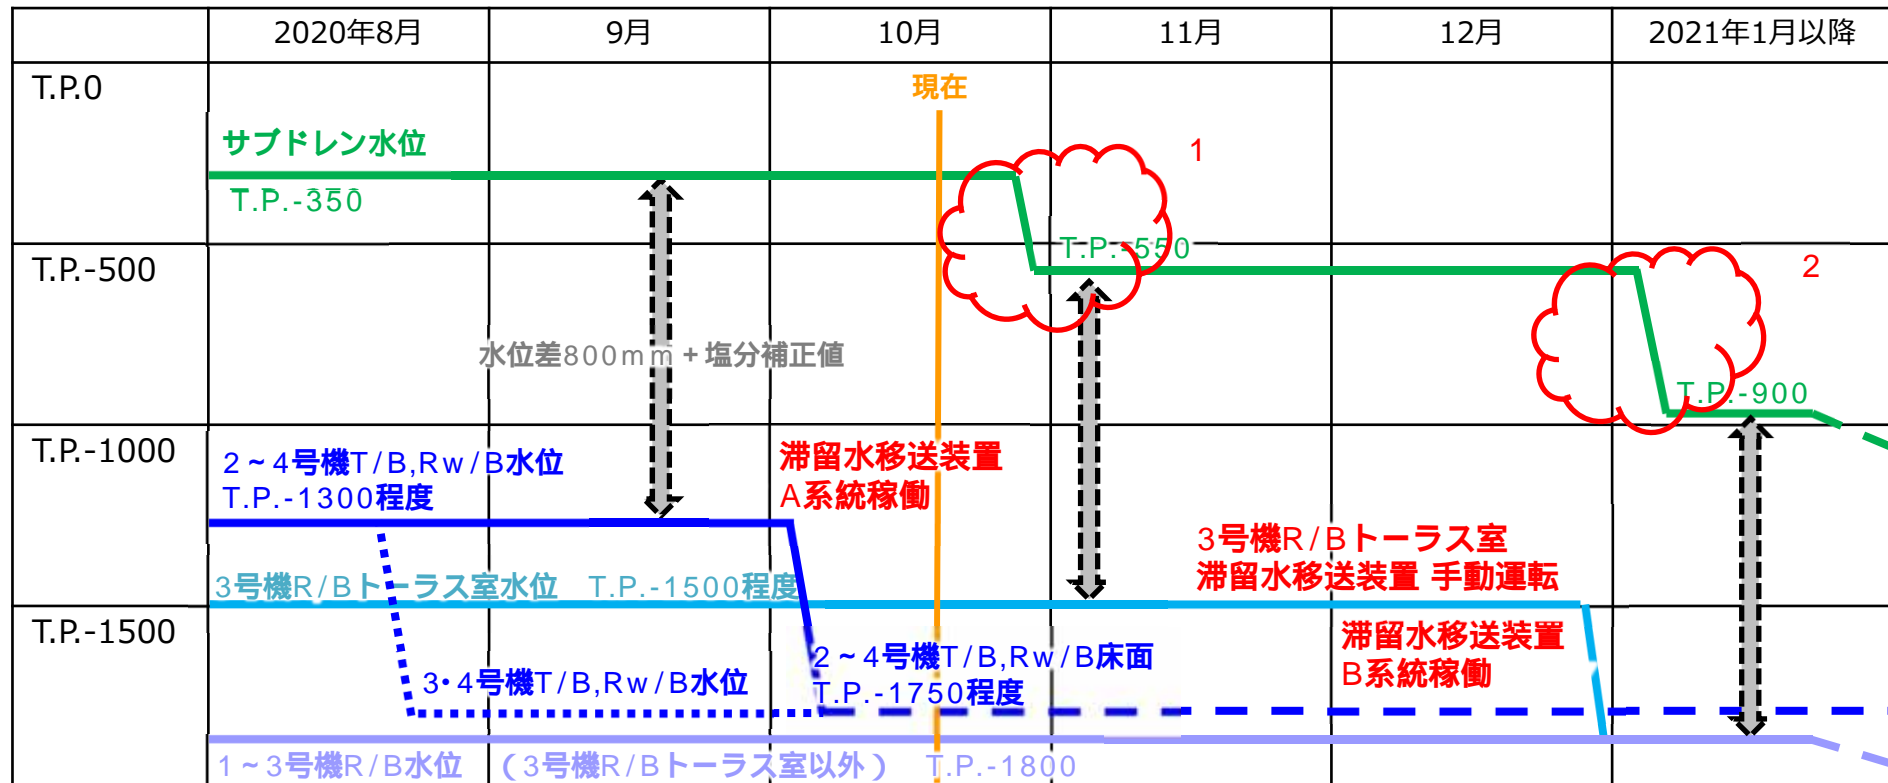 2020年8月
9月
10月
11月
12月
2021年1月以降
T.P.0
現在
サブドレン水位
T.P.-350
1
T.P.-500
T.P.-550
2
水位差800mm+塩分補正値
T.P.-900
T.P.-1000
2~4号機T/B,Rw/B水位
T.P.-1300程度
滞留水移送装置
A系統稼働
3号機R/Bトーラス室
滞留水移送装置 手動運転
3号機R/Bトーラス室水位 T.P.-1500程度
T.P.-1500
滞留水移送装置
B系統稼働
2~4号機T/B,Rw/B床面
T.P.-1750程度
3・4号機T/B,Rw/B水位
1~3号機R/B水位 (3号機R/Bトーラス室以外) T.P.-1800